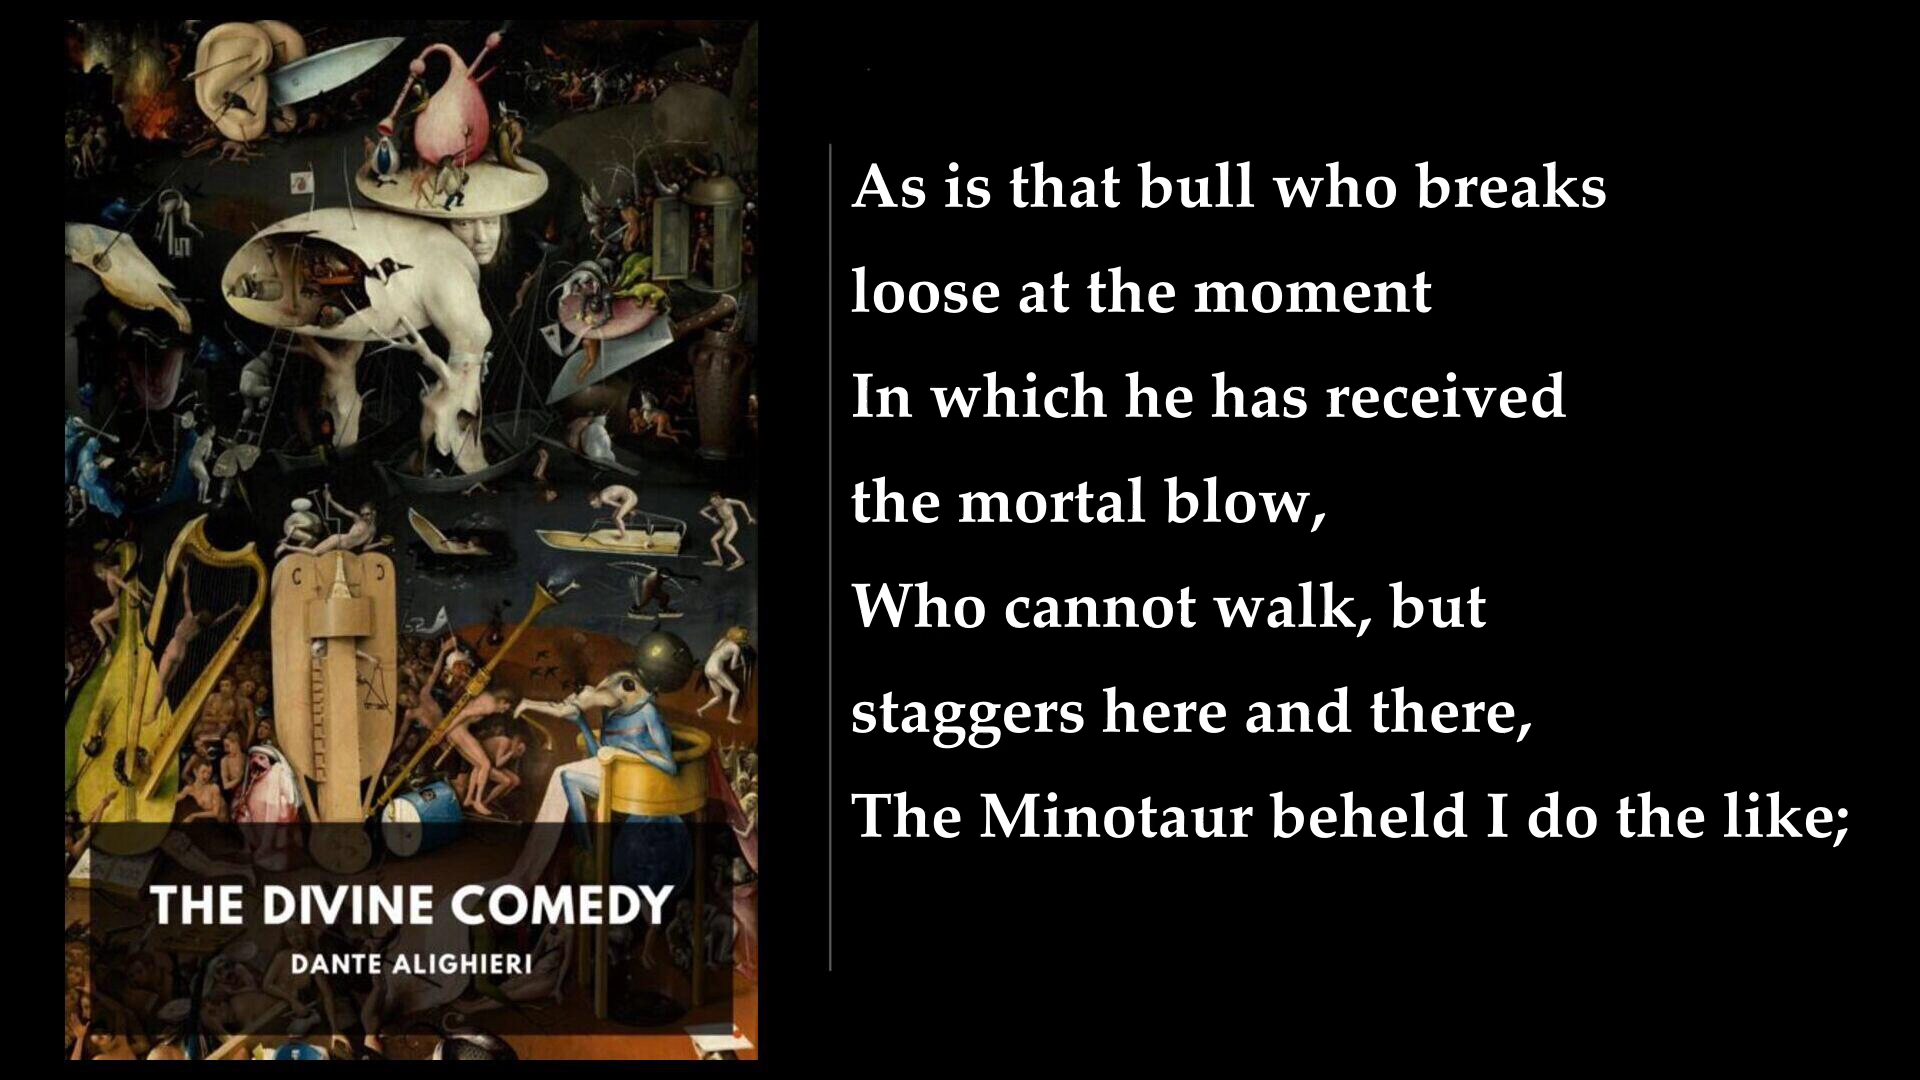 As is that bull who breaks
loose at the moment
In which he has received
the mortal blow,
Who cannot walk, but
staggers here and there,
The Minotaur beheld I do the like;
THE DIVINE COMEDY
DANTE ALIGHIERI